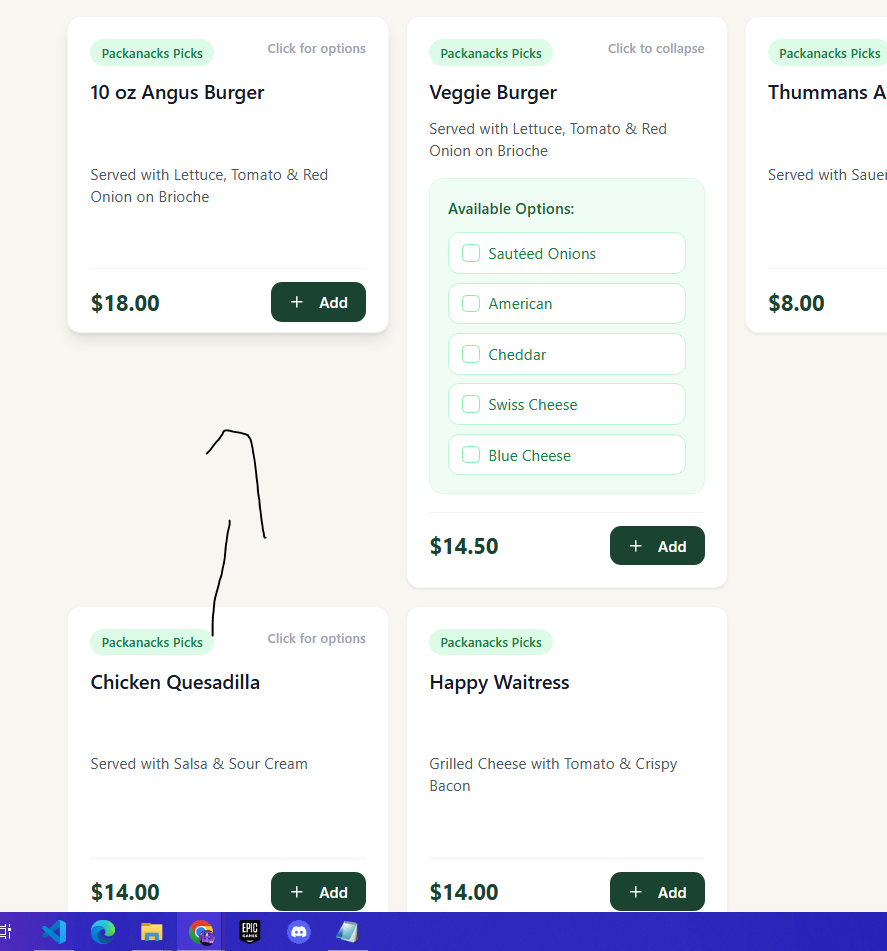 Packanacks Picks
Click for options
10 oz Angus Burger
Served with Lettuce, Tomato & Red
Onion on Brioche
$18.00
+ Add
Packanacks Picks
Click to collapse
Veggie Burger
Served with Lettuce, Tomato & Red
Onion on Brioche
Available Options:
Sautéed Onions
American
Cheddar
Swiss Cheese
Blue Cheese
$14.50
+ Add
Packanacks Picks
Thummans A
Served with Sauer
$8.00
Packanacks Picks
Click for options
Chicken Quesadilla
Served with Salsa & Sour Cream
$14.00
+ Add
Packanacks Picks
Happy Waitress
Grilled Cheese with Tomato & Crispy
Bacon
$14.00
+ Add
EPIC
GAMES